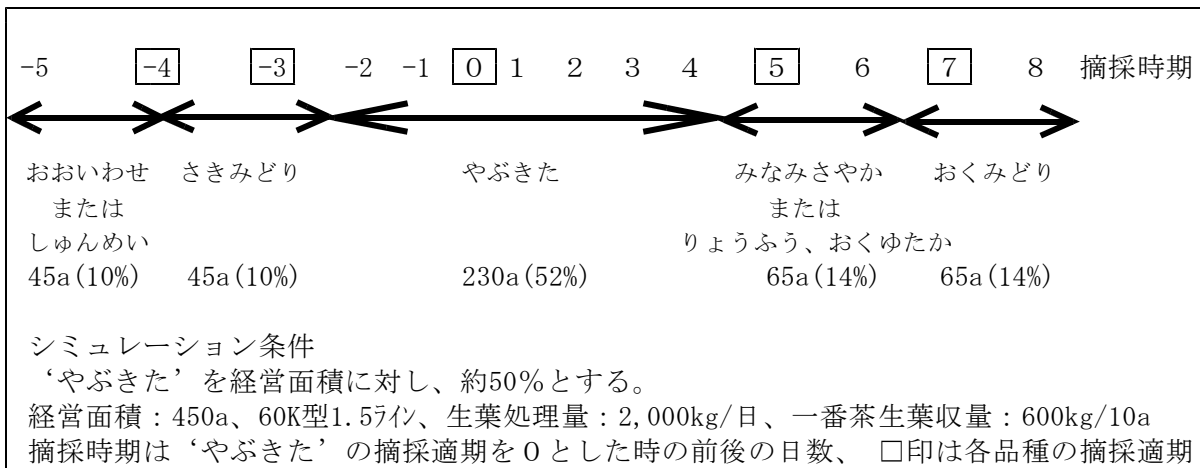 -5 -4 -3 -2 -1 0 1 2 3 4 5 6 7 8 摘採時期
おおいわせ さきみどり やぶきた みなみさやか おくみどり
または または
しゅんめい りょうふう、おくゆたか
45a(10%) 45a(10%) 230a(52%) 65a(14%) 65a(14%)
シミュレーション条件
‘やぶきた’を経営面積に対し、約50%とする。
経営面積：450a、60K型1.5ﾗｲﾝ、生葉処理量：2,000kg/日、一番茶生葉収量：600kg/10a
摘採時期は‘やぶきた’の摘採適期を０とした時の前後の日数、 □印は各品種の摘採適期